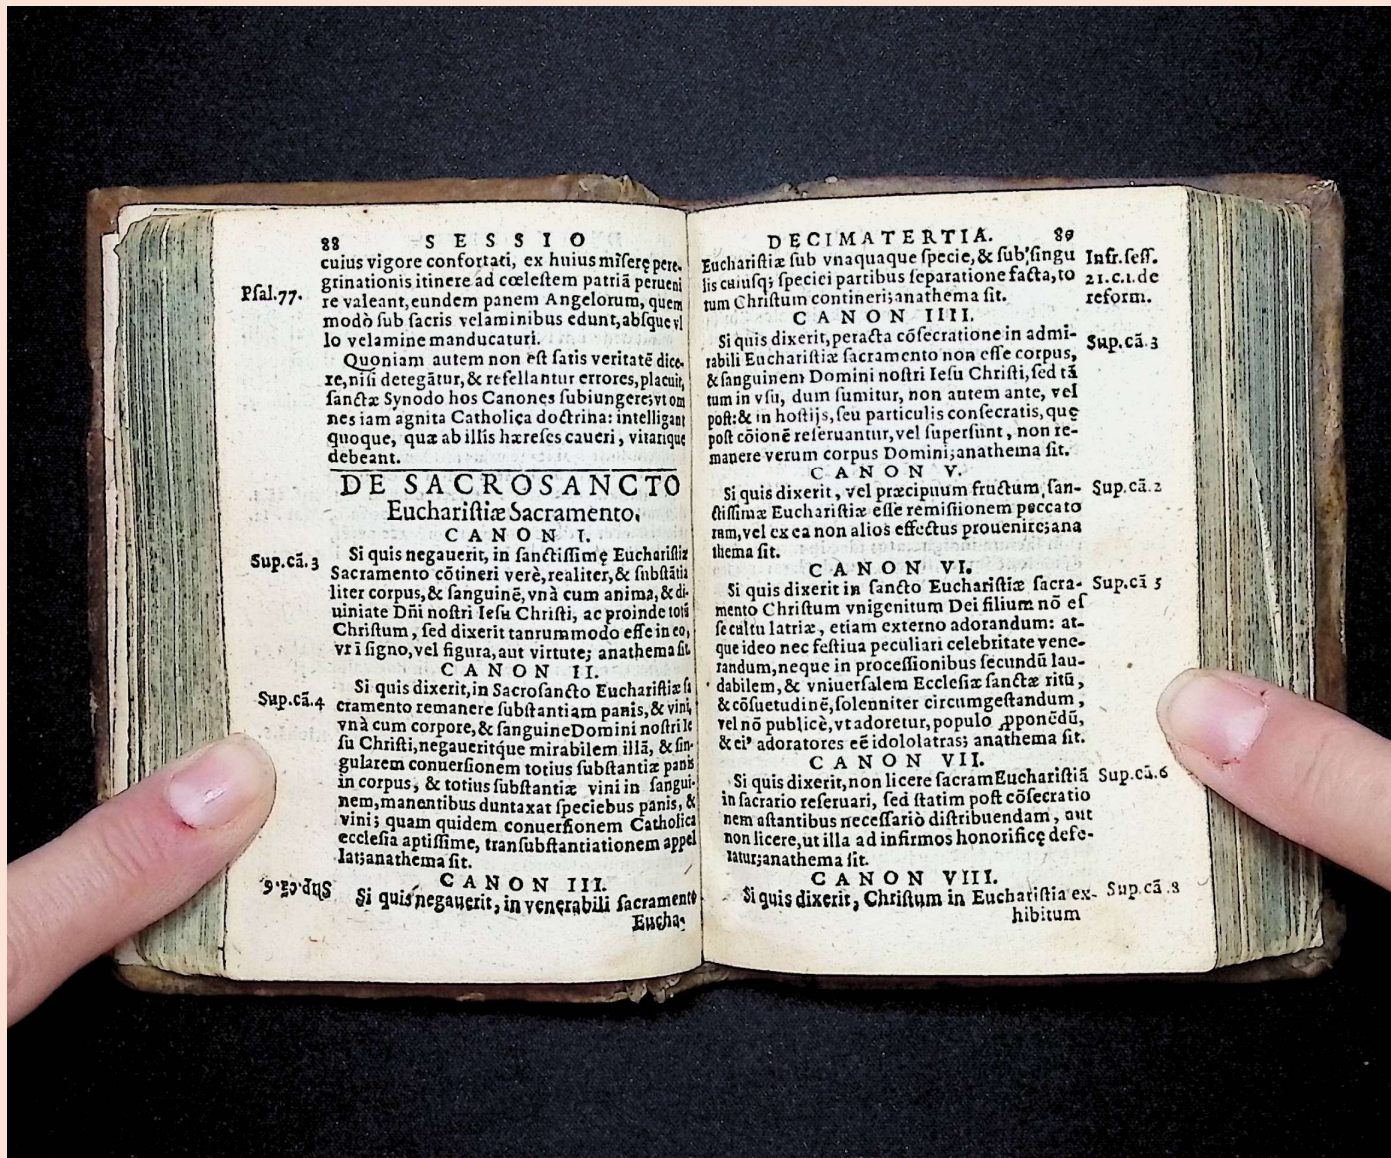 88 SESSIO
cuius vigore confortati, ex huius miserę pere-
grinationis itinere ad cœlestem patriā perueni
Psal.77. re valeant, eundem panem Angelorum, quem
modò sub sacris velaminibus edunt, absque vl
lo velamine manducaturi.
Quoniam autem non est satis veritatē dice-
re, nisi detegātur, & refellantur errores, placuit,
sanctæ Synodo hos Canones subiungere; vt om
nes iam agnita Catholica doctrina: intelligant
quoque, quæ ab illis hæreses caueri, vitarique
debeant.
DE SACROSANCTO
Eucharistiæ Sacramento.
CANON I.
Sup.cā.3 Si quis negauerit, in sanctissimę Eucharistiæ
Sacramento cōtineri verè, realiter, & substātia
liter corpus, & sanguinē, vnà cum anima, & di-
uiniate Dñi nostri Iesu Christi, ac proinde totū
Christum, sed dixerit tanrummodo esse in eo,
vt ī signo, vel figura, aut virtute; anathema sit.
CANON II.
Si quis dixerit, in Sacrosancto Eucharistiæ sa
Sup.cā.4 cramento remanere substantiam panis, & vini,
vnà cum corpore, & sanguine Domini nostri Ie
su Christi, negaueritque mirabilem illā, & sin-
gularem conuersionem totius substantiæ panis
in corpus, & totius substantiæ vini in sangui-
nem, manentibus duntaxat speciebus panis, &
vini; quam quidem conuersionem Catholica
ecclesia aptissime, transubstantiationem appel
lat; anathema sit.
CANON III.
Sup.cā.6 Si quis negauerit, in venerabili sacramento
Eucha-
DECIMATERTIA. 89
Eucharistiæ sub vnaquaque specie, & sub singu Infr.sess.
lis cuiusq; speciei partibus separatione facta, to 21.c.1.de
tum Christum contineri; anathema sit. reform.
CANON IIII.
Si quis dixerit, peracta cōsecratione in admi- Sup.cā.3
rabili Eucharistiæ sacramento non esse corpus,
& sanguinem Domini nostri Iesu Christi, sed tā
tum in vsu, dum sumitur, non autem ante, vel
post: & in hostijs, seu particulis consecratis, quę
post cōionē reseruantur, vel supersunt, non re-
manere verum corpus Domini; anathema sit.
CANON V.
Si quis dixerit, vel præcipuum fructum, san- Sup.cā.2
ctissimæ Eucharistiæ esse remissionem peccato
rum, vel ex ea non alios effectus prouenire; ana
thema sit.
CANON VI.
Si quis dixerit in sancto Eucharistiæ sacra- Sup.cā 5
mento Christum vnigenitum Dei filium nō es
se cultu latriæ, etiam externo adorandum: at-
que ideo nec festiua peculiari celebritate vene-
randum, neque in processionibus secundū lau-
dabilem, & vniuersalem Ecclesiæ sanctæ ritū,
& cōsuetudinē, solenniter circumgestandum,
vel nō publicè, vt adoretur, populo ꝓponēdū,
& ei' adoratores eē idololatras; anathema sit.
CANON VII.
Si quis dixerit, non licere sacram Eucharistiā Sup.cā.6
in sacrario reseruari, sed statim post cōsecratio
nem astantibus necessariò distribuendam, aut
non licere, ut illa ad infirmos honorificę defe-
ratur; anathema sit.
CANON VIII.
Si quis dixerit, Christum in Eucharistia ex- Sup.cā.8
hibitum